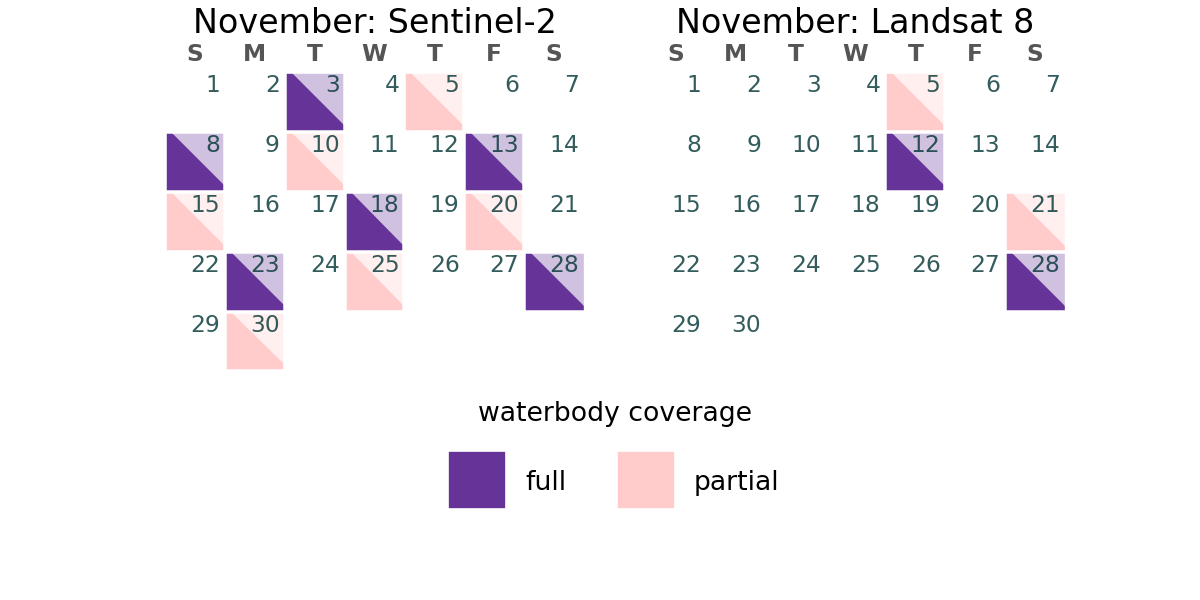 November: Sentinel-2
S M T W T F S
1 2 3 4 5 6 7
8 9 10 11 12 13 14
15 16 17 18 19 20 21
22 23 24 25 26 27 28
29 30
November: Landsat 8
S M T W T F S
1 2 3 4 5 6 7
8 9 10 11 12 13 14
15 16 17 18 19 20 21
22 23 24 25 26 27 28
29 30
waterbody coverage
full partial